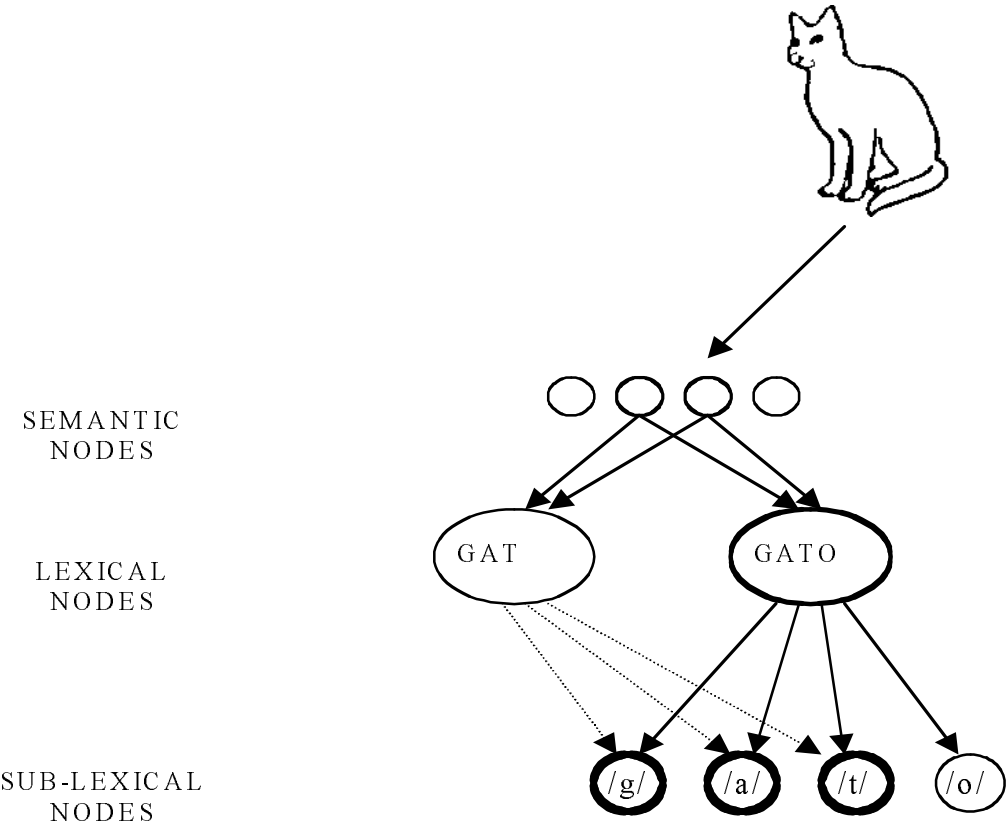 SEMANTIC
NODES
GAT
GATO
LEXICAL
NODES
SUB-LEXICAL
NODES
/g/ /a/ /t/ /o/